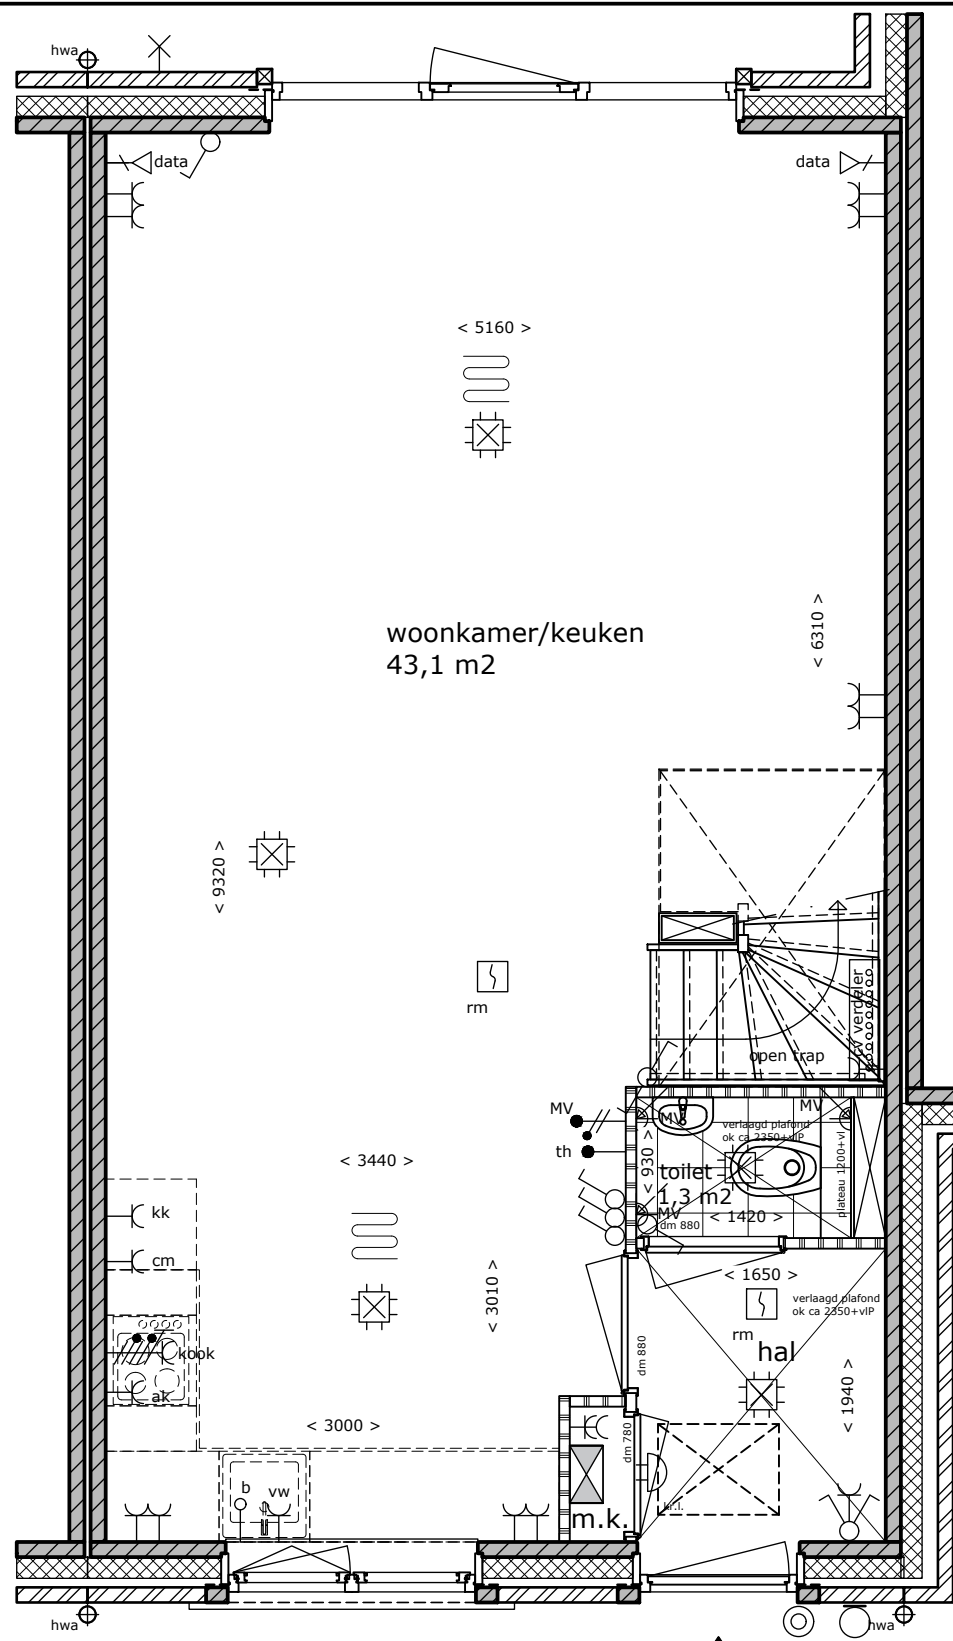 hwa
data
data
< 5160 >
woonkamer/keuken
43,1 m2
< 6310 >
< 9320 >
x
rm
cv verdeler
open trap
MV
MV
MV
verlaagd plafond
ok ca 2350+vlP
th
< 930 >
toilet
1,3 m2
plateau 1200+vl
< 3440 >
MV
dm 880
< 1420 >
kk
cm
< 1650 >
verlaagd plafond
ok ca 2350+vlP
rm
< 3010 >
hal
dm 880
kook
ak
< 1940 >
< 3000 >
dm 780
b
vw
kr.l.
m.k.
hwa
hwa